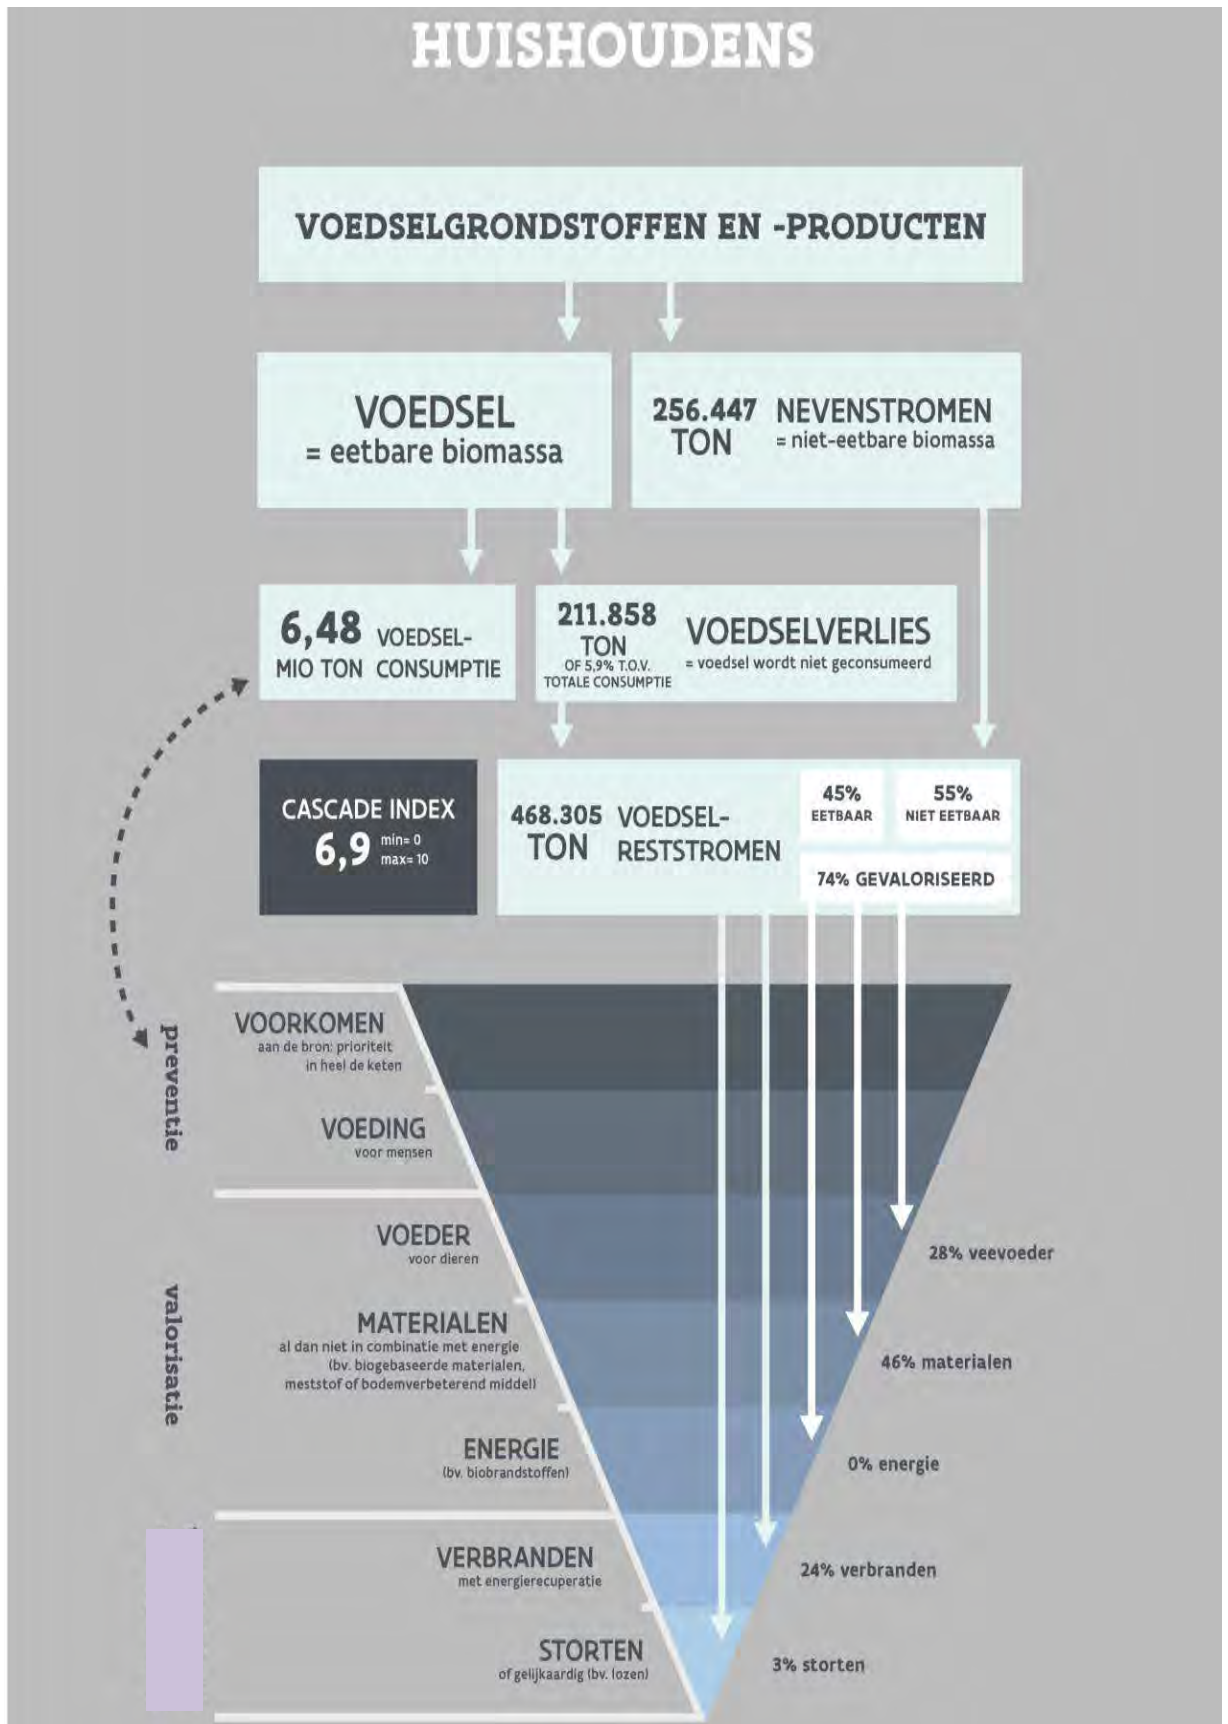 HUISHOUDENS
VOEDSELGRONDSTOFFEN EN -PRODUCTEN
VOEDSEL
= eetbare biomassa
256.447
TON
NEVENSTROMEN
= niet-eetbare biomassa
6,48
MIO TON
VOEDSEL-
CONSUMPTIE
211.858
TON
OF 5,9% T.O.V.
TOTALE CONSUMPTIE
VOEDSELVERLIES
= voedsel wordt niet geconsumeerd
CASCADE INDEX
6,9
min= 0
max= 10
468.305
TON
VOEDSEL-
RESTSTROMEN
45%
EETBAAR
55%
NIET EETBAAR
74% GEVALORISEERD
preventie
VOORKOMEN
aan de bron: prioriteit
in heel de keten
VOEDING
voor mensen
valorisatie
VOEDER
voor dieren
28% veevoeder
MATERIALEN
al dan niet in combinatie met energie
(bv. biogebaseerde materialen,
meststof of bodemverbeterend middel)
46% materialen
ENERGIE
(bv. biobrandstoffen)
0% energie
VERBRANDEN
met energierecuperatie
24% verbranden
STORTEN
of gelijkaardig (bv. lozen)
3% storten